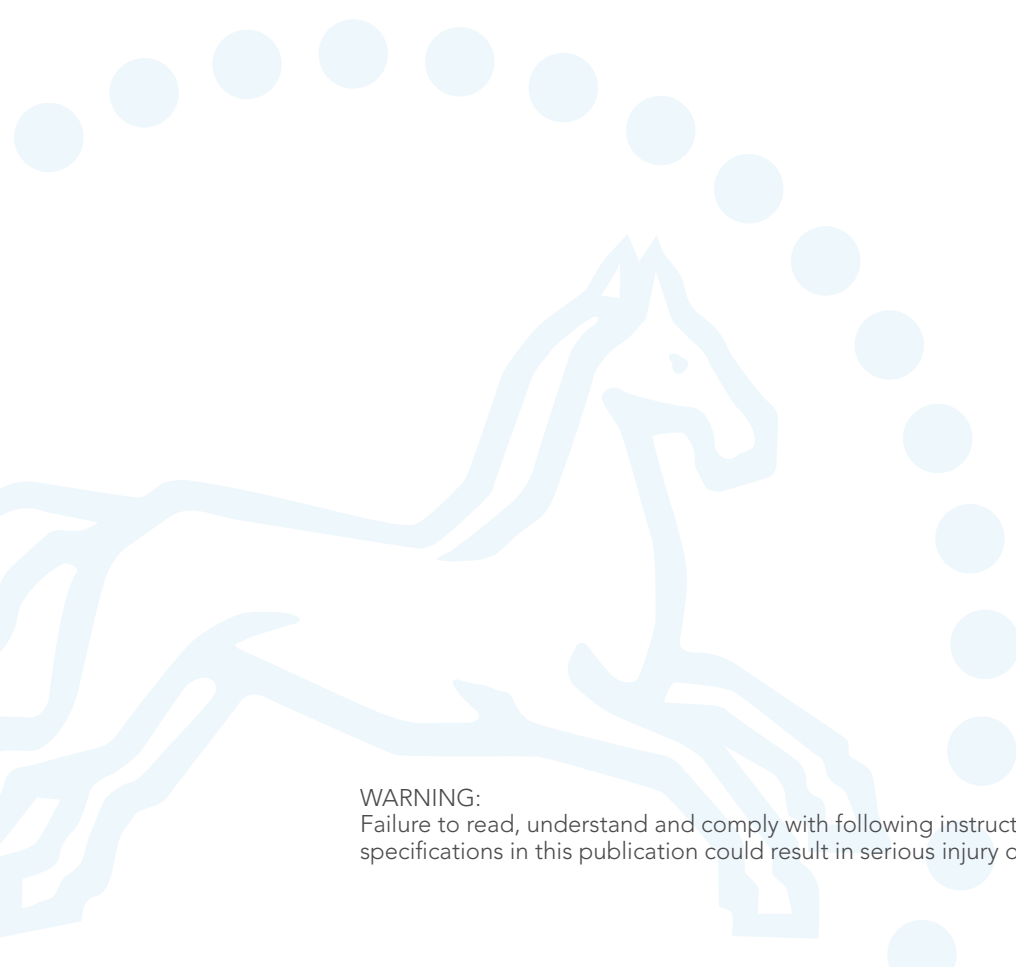 WARNING:
Failure to read, understand and comply with following instruct
specifications in this publication could result in serious injury